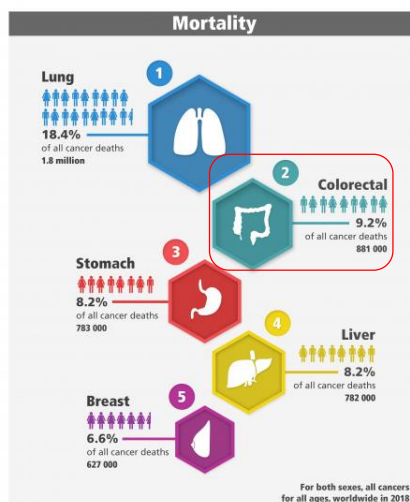 Mortality
1
Lung
18.4%
of all cancer deaths
1.8 million
2
Colorectal
9.2%
of all cancer deaths
881 000
3
Stomach
8.2%
of all cancer deaths
783 000
4
Liver
8.2%
of all cancer deaths
782 000
5
Breast
6.6%
of all cancer deaths
627 000
For both sexes, all cancers
for all ages, worldwide in 2018